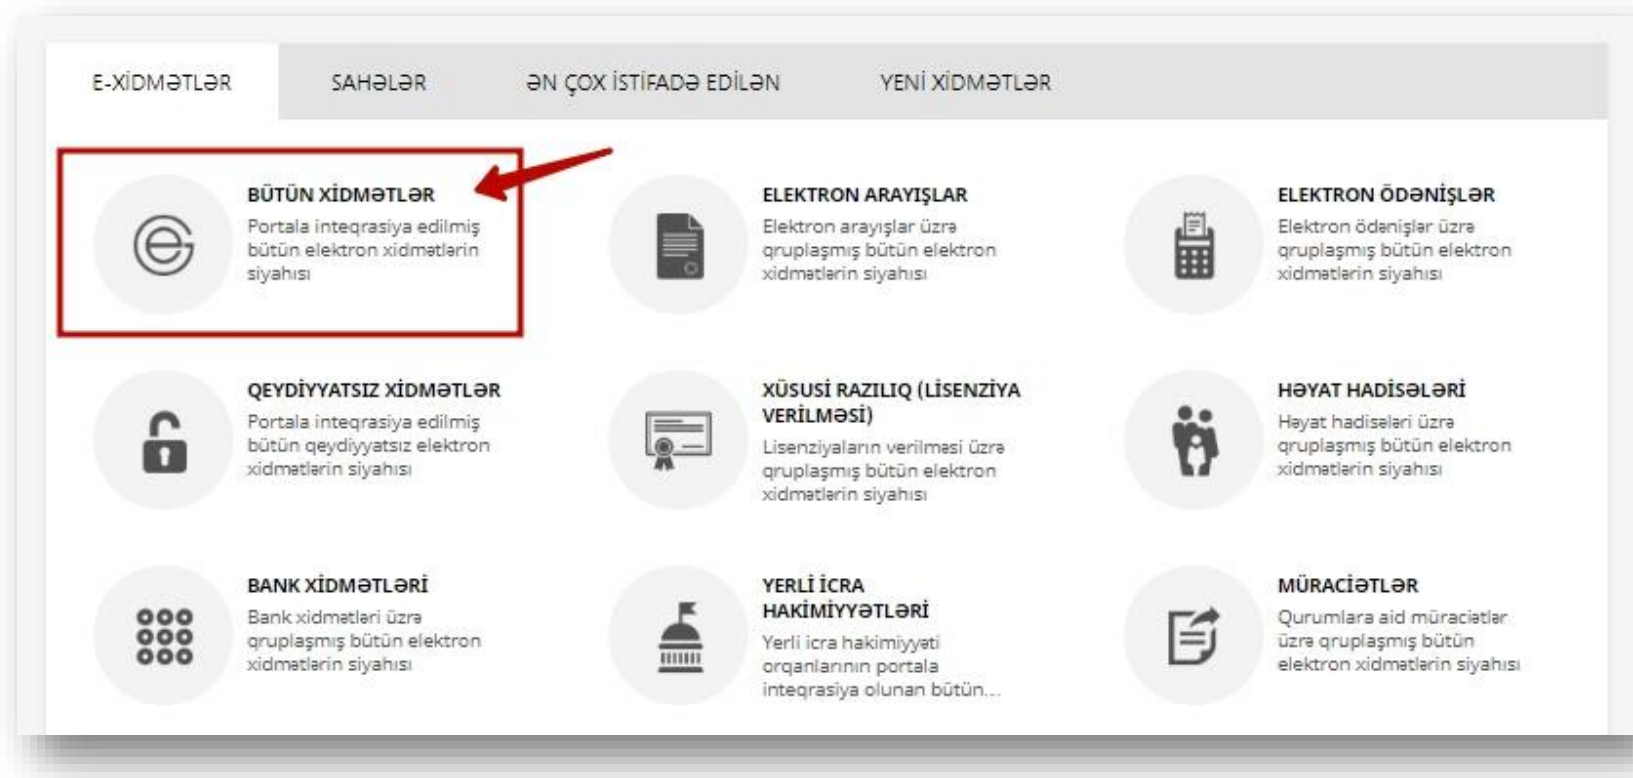 E-XİDMƏTLƏR
SAHƏLƏR
ƏN ÇOX İSTİFADƏ EDİLƏN
YENİ XİDMƏTLƏR
BÜTÜN XİDMƏTLƏR
Portala inteqrasiya edilmiş
bütün elektron xidmətlərin
siyahısı
ELEKTRON ARAYIŞLAR
Elektron arayışlar üzrə
qruplaşmış bütün elektron
xidmətlərin siyahısı
ELEKTRON ÖDƏNİŞLƏR
Elektron ödənişlər üzrə
qruplaşmış bütün elektron
xidmətlərin siyahısı
QEYDİYYATSIZ XİDMƏTLƏR
Portala inteqrasiya edilmiş
bütün qeydiyyatsız elektron
xidmətlərin siyahısı
XÜSUSİ RAZILIQ (LİSENZİYA
VERİLMƏSİ)
Lisenziyaların verilməsi üzrə
qruplaşmış bütün elektron
xidmətlərin siyahısı
HƏYAT HADİSƏLƏRİ
Həyat hadisələri üzrə
qruplaşmış bütün elektron
xidmətlərin siyahısı
BANK XİDMƏTLƏRİ
Bank xidmətləri üzrə
qruplaşmış bütün elektron
xidmətlərin siyahısı
YERLİ İCRA
HAKİMİYYƏTLƏRİ
Yerli icra hakimiyyəti
orqanlarının portala
inteqrasiya olunan bütün...
MÜRACİƏTLƏR
Qurumlara aid müraciətlər
üzrə qruplaşmış bütün
elektron xidmətlərin siyahısı